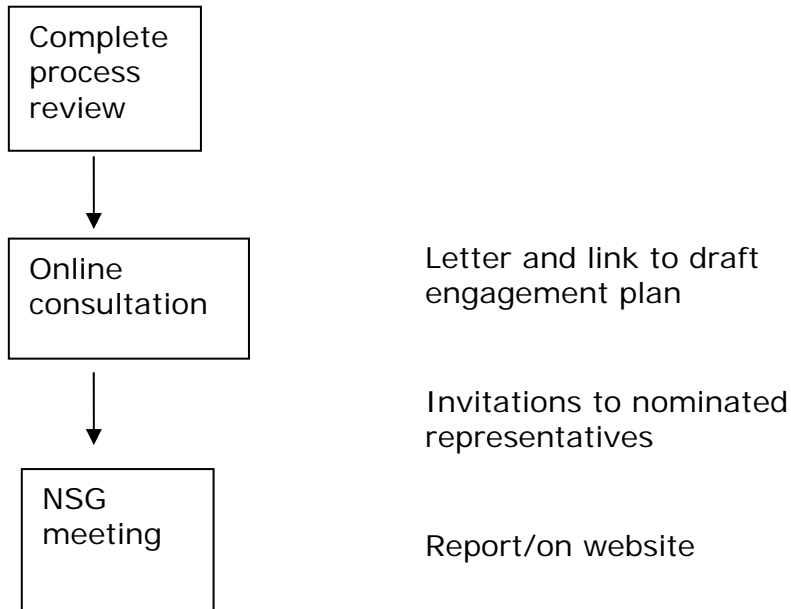 Complete
process
review
Online
consultation
Letter and link to draft
engagement plan
Invitations to nominated
representatives
NSG
meeting
Report/on website